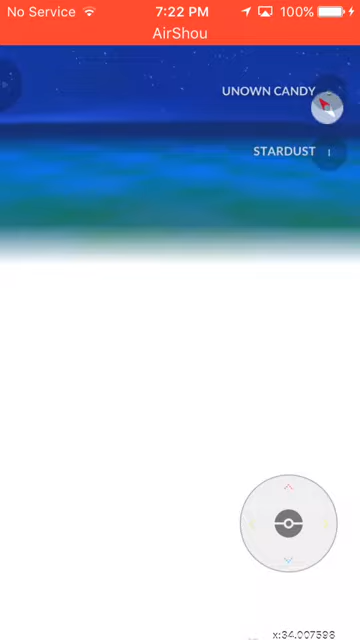 No Service 7:22 PM 100%
AirShou
UNOWN CANDY
STARDUST
x:34.007598